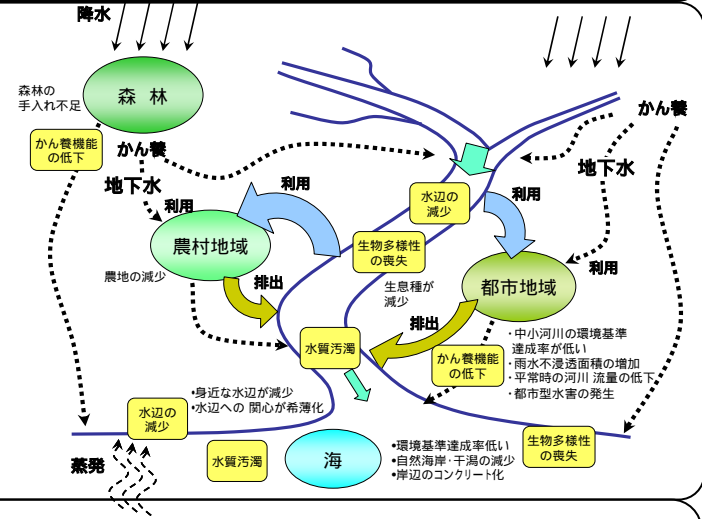 降水
森林の
手入れ不足
森 林
かん養機能
の低下
かん養
地下水
利用
農村地域
農地の減少
排出
利用
水辺の
減少
生物多様性
の喪失
生息種が
減少
利用
かん養
地下水
利用
都市地域
排出
水質汚濁
かん養機能
の低下
・中小河川の環境基準
達成率が低い
・雨水不浸透面積の増加
・平常時の河川 流量の低下
・都市型水害の発生
•身近な水辺が減少
•水辺への 関心が希薄化
水辺の
減少
蒸発
水質汚濁
海
•環境基準達成率低い
•自然海岸・干潟の減少
•岸辺のコンクリート化
生物多様性
の喪失